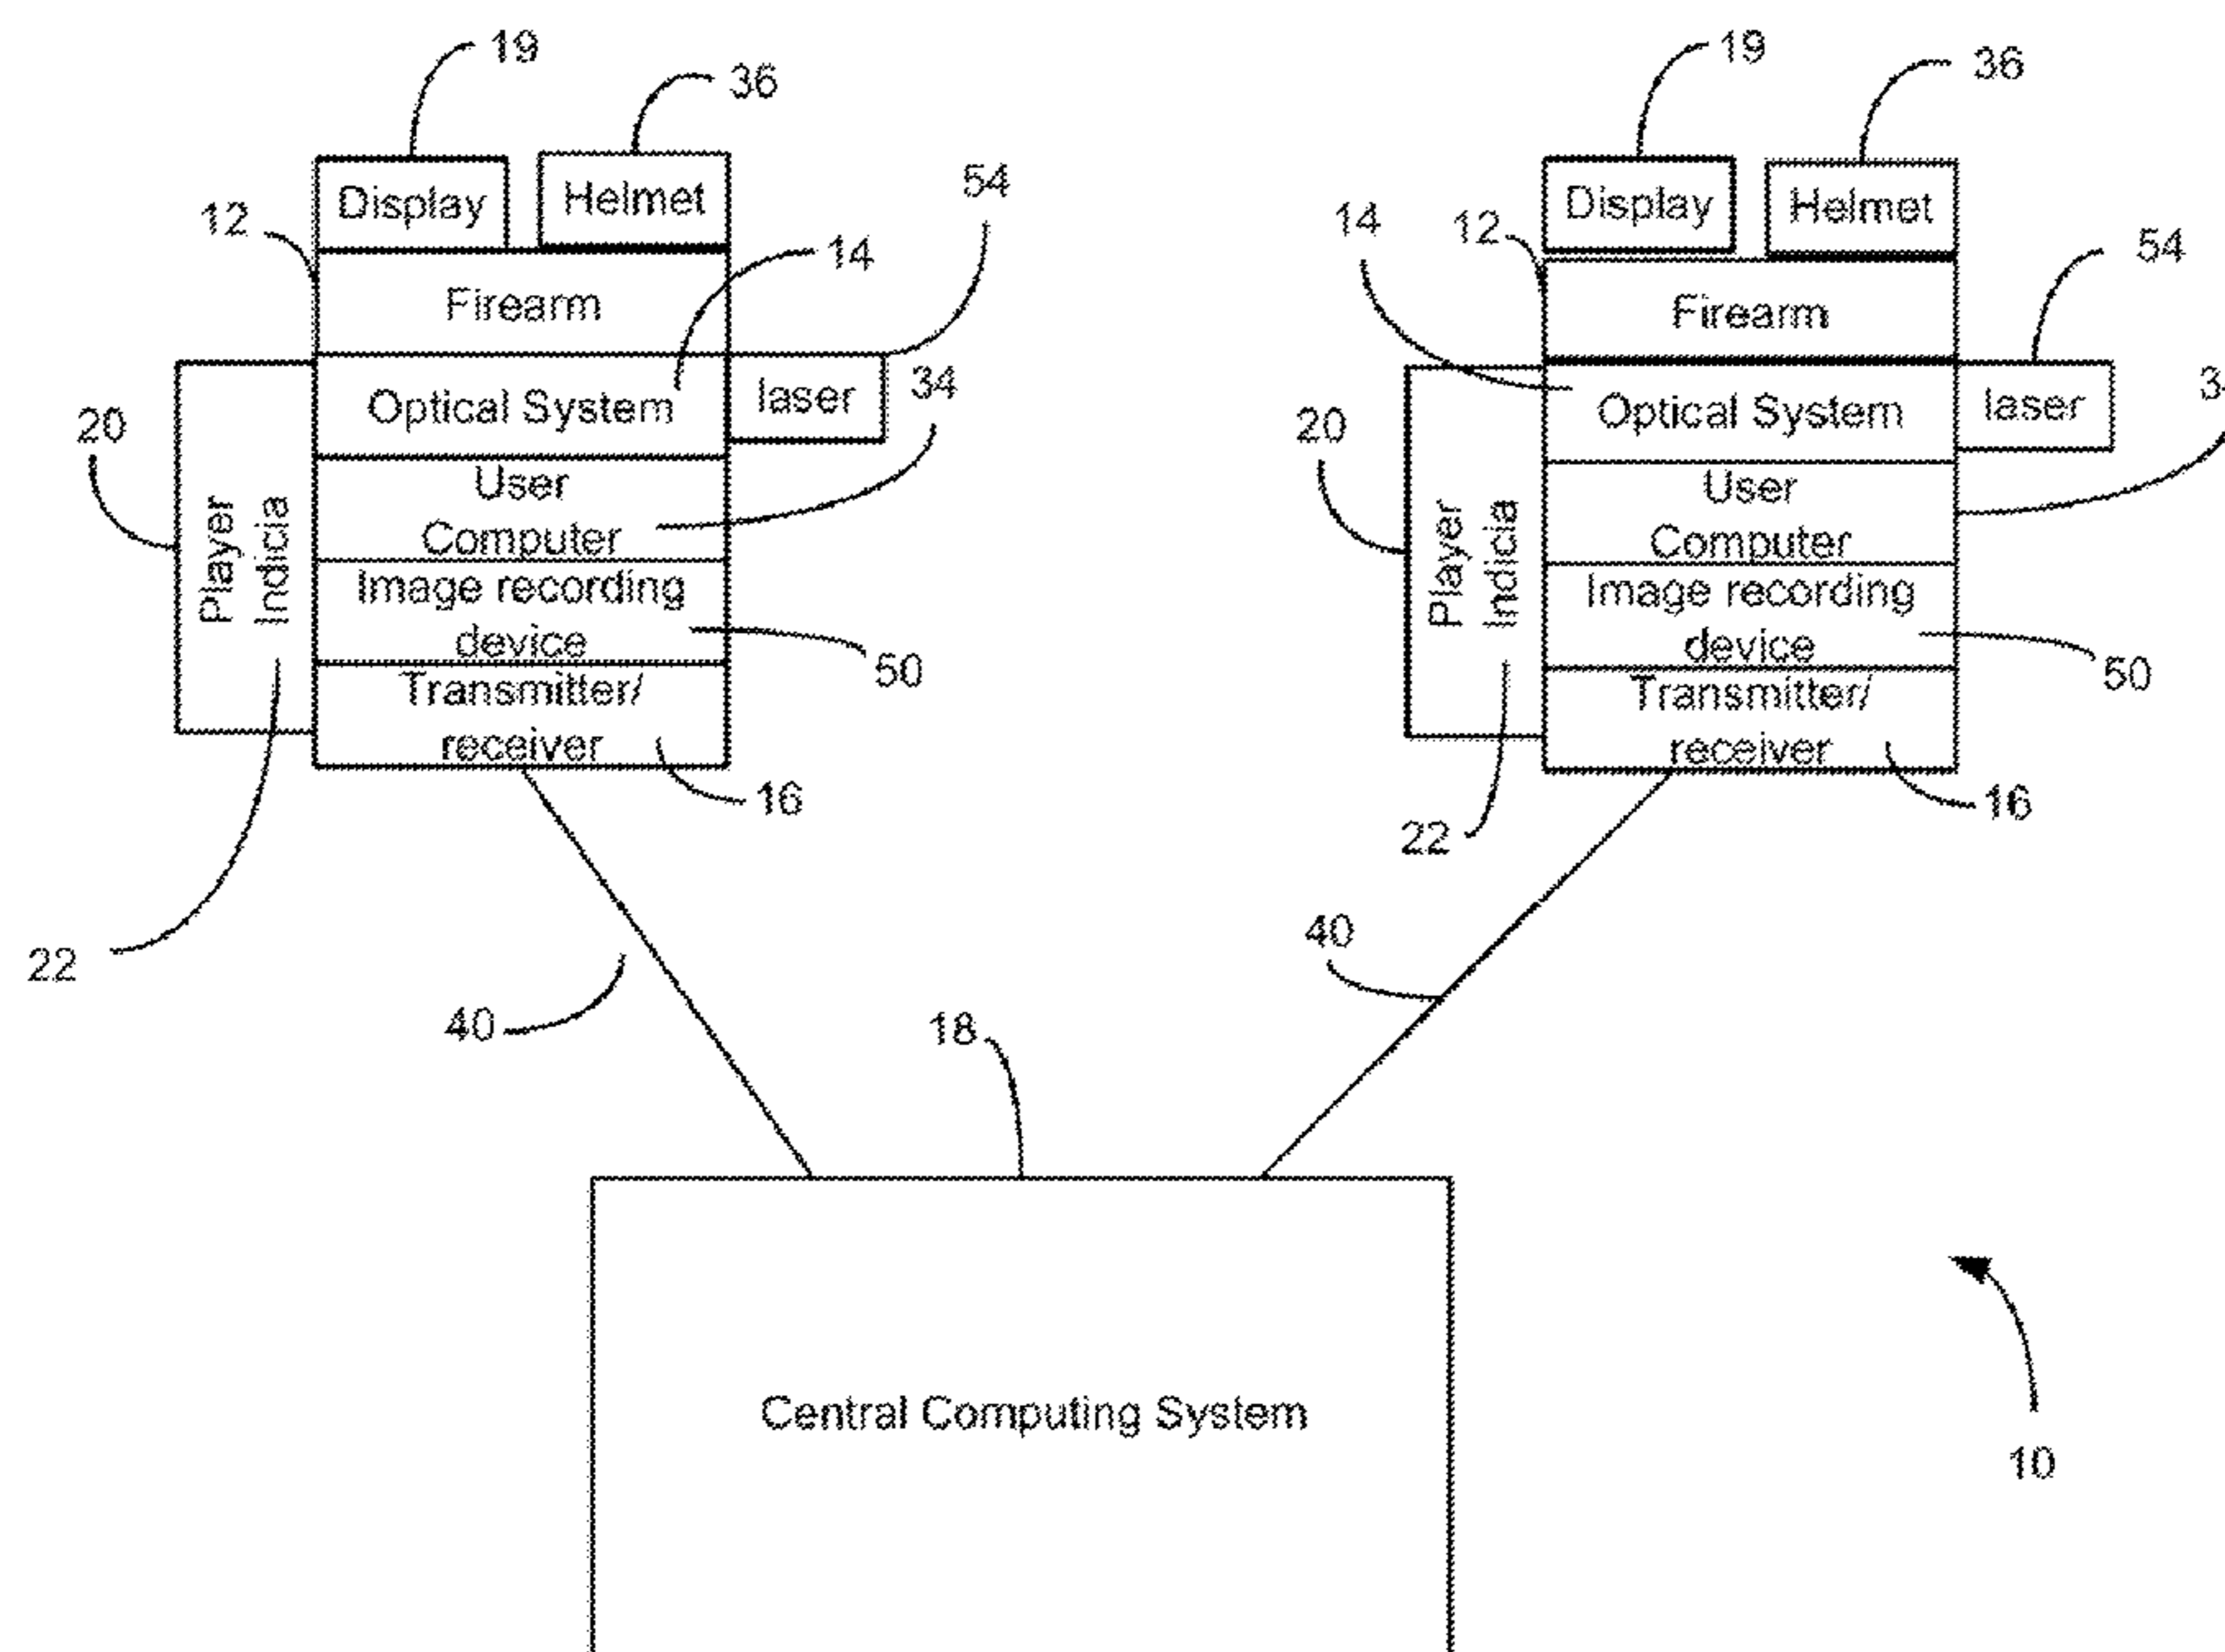 19
36
19
36
Display
Helmet
54
Display
Helmet
12
14
14
12
54
Firearm
Firearm
34
20
Optical System
laser
20
Optical System
laser
User
Computer
User
Computer
Player
Indicia
Player
Indicia
Image recording
device
Image recording
device
50
50
Transmitter/
receiver
Transmitter/
receiver
16
16
22
22
40
40
18
Central Computing System
10